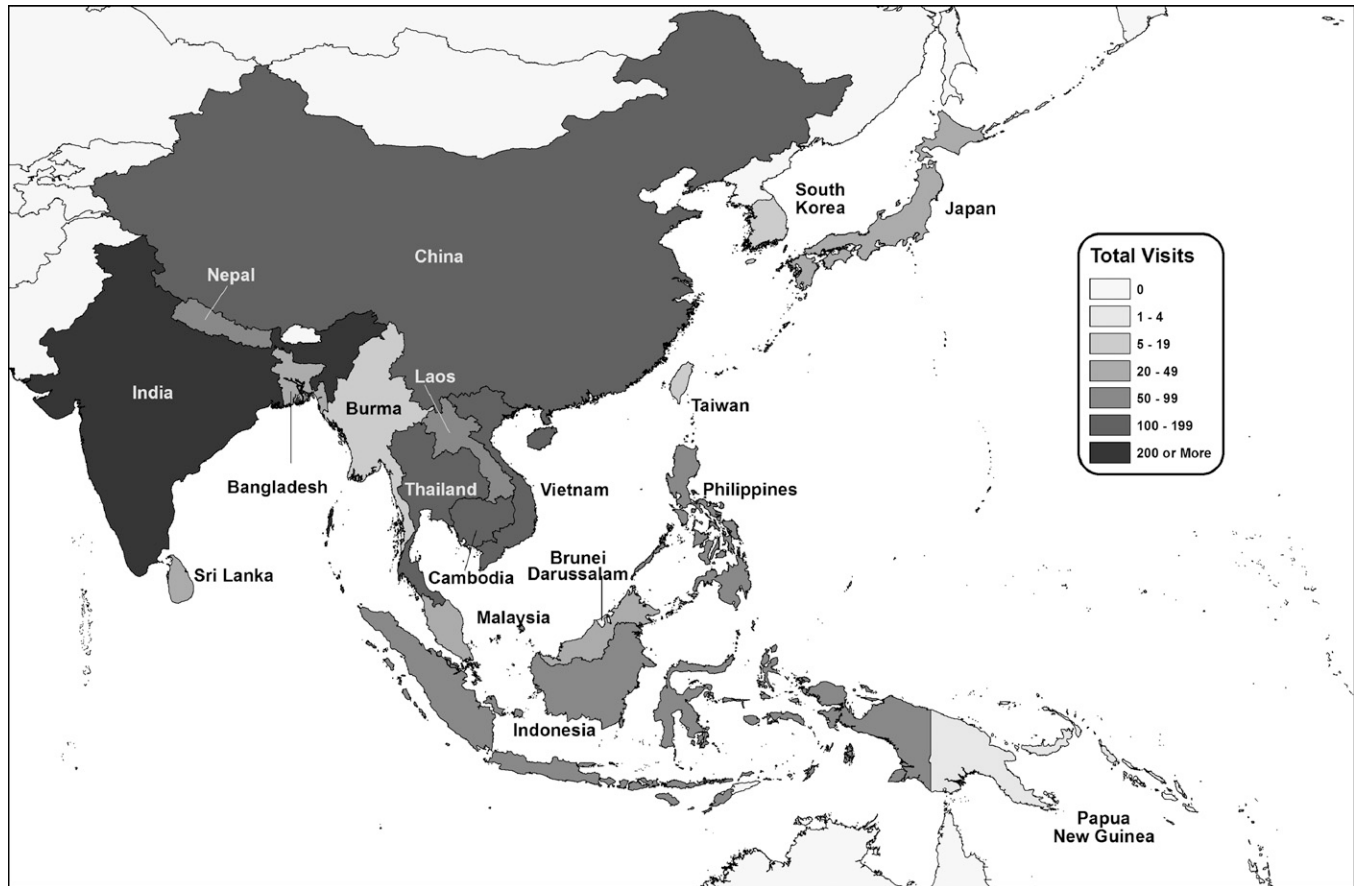 South
Korea
Japan
China
Nepal
India
Laos
Burma
Taiwan
Bangladesh
Thailand
Vietnam
Philippines
Brunei
Darussalam
Sri Lanka
Cambodia
Malaysia
Indonesia
Papua
New Guinea
Total Visits
0
1 - 4
5 - 19
20 - 49
50 - 99
100 - 199
200 or More